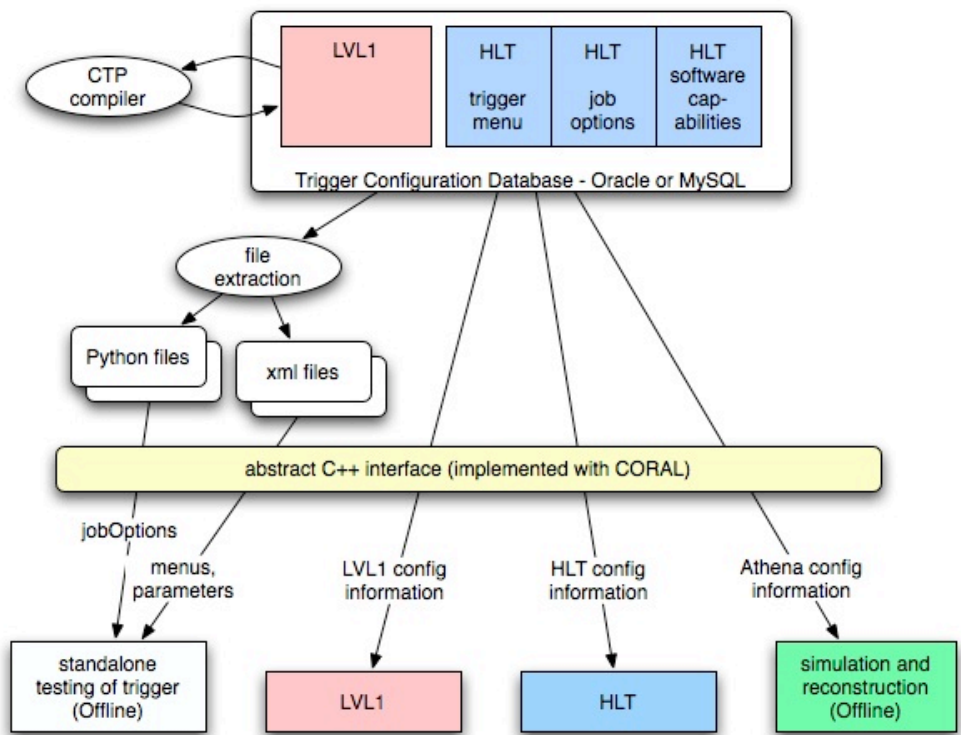 LVL1
HLT
trigger
menu
HLT
job
options
HLT
software
cap-
abilities
CTP
compiler
Trigger Configuration Database - Oracle or MySQL
file
extraction
Python files
xml files
abstract C++ interface (implemented with CORAL)
jobOptions
menus,
parameters
LVL1 config
information
HLT config
information
Athena config
information
standalone
testing of trigger
(Offline)
LVL1
HLT
simulation and
reconstruction
(Offline)